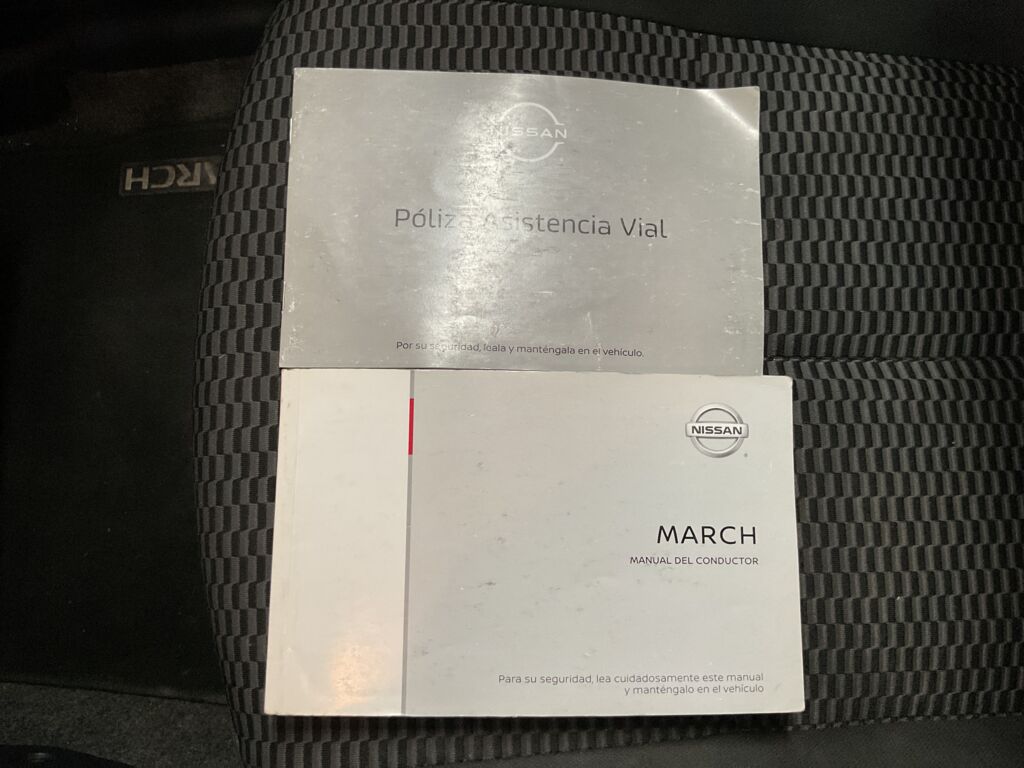 NISSAN
Póliza Asistencia Vial
Por su seguridad, léala y manténgala en el vehículo.
NISSAN
MARCH
MANUAL DEL CONDUCTOR
Para su seguridad, lea cuidadosamente este manual
y manténgalo en el vehículo
MARCH